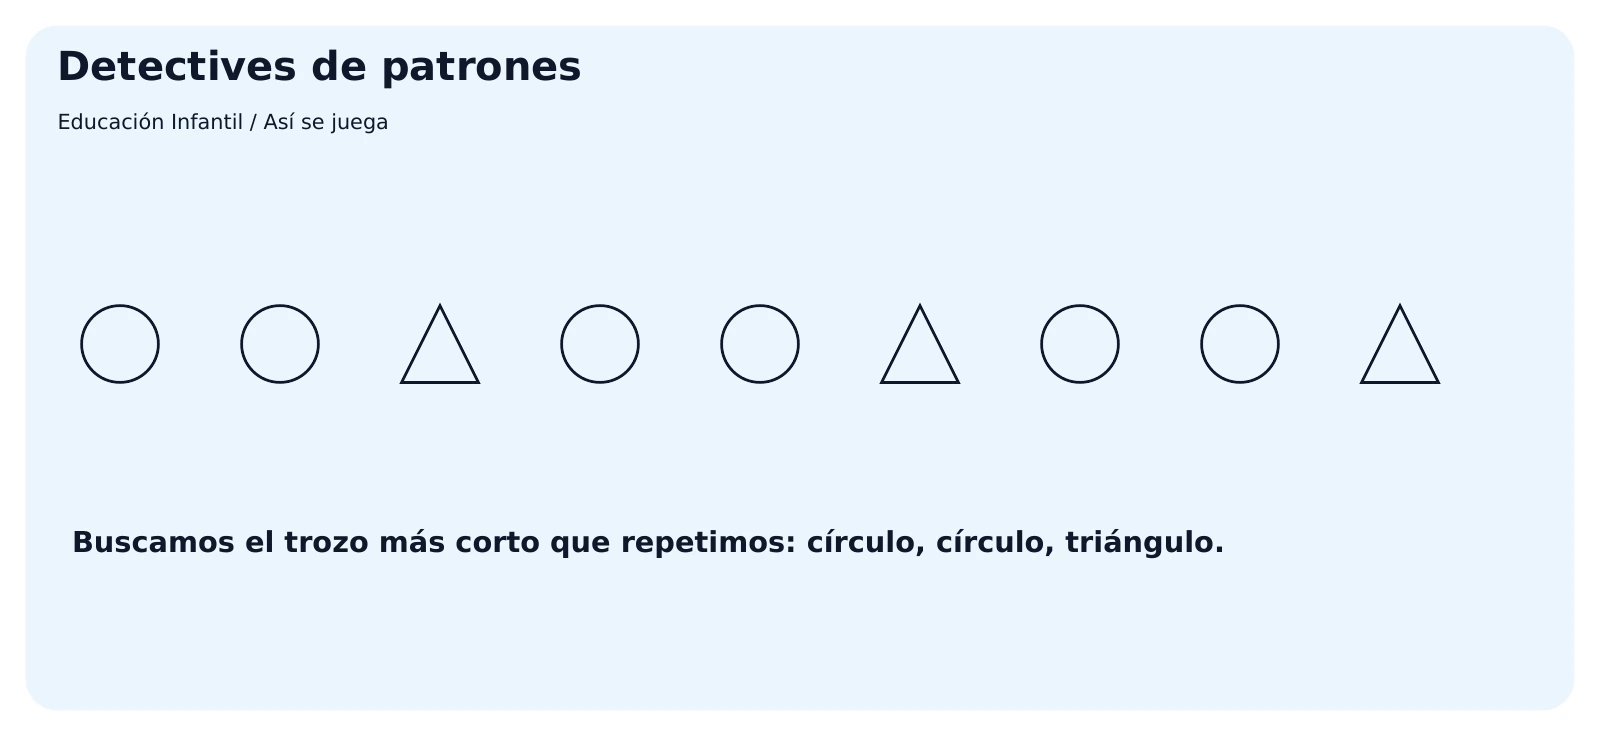 Detectives de patrones
Educación Infantil / Así se juega
Buscamos el trozo más corto que repetimos: círculo, círculo, triángulo.